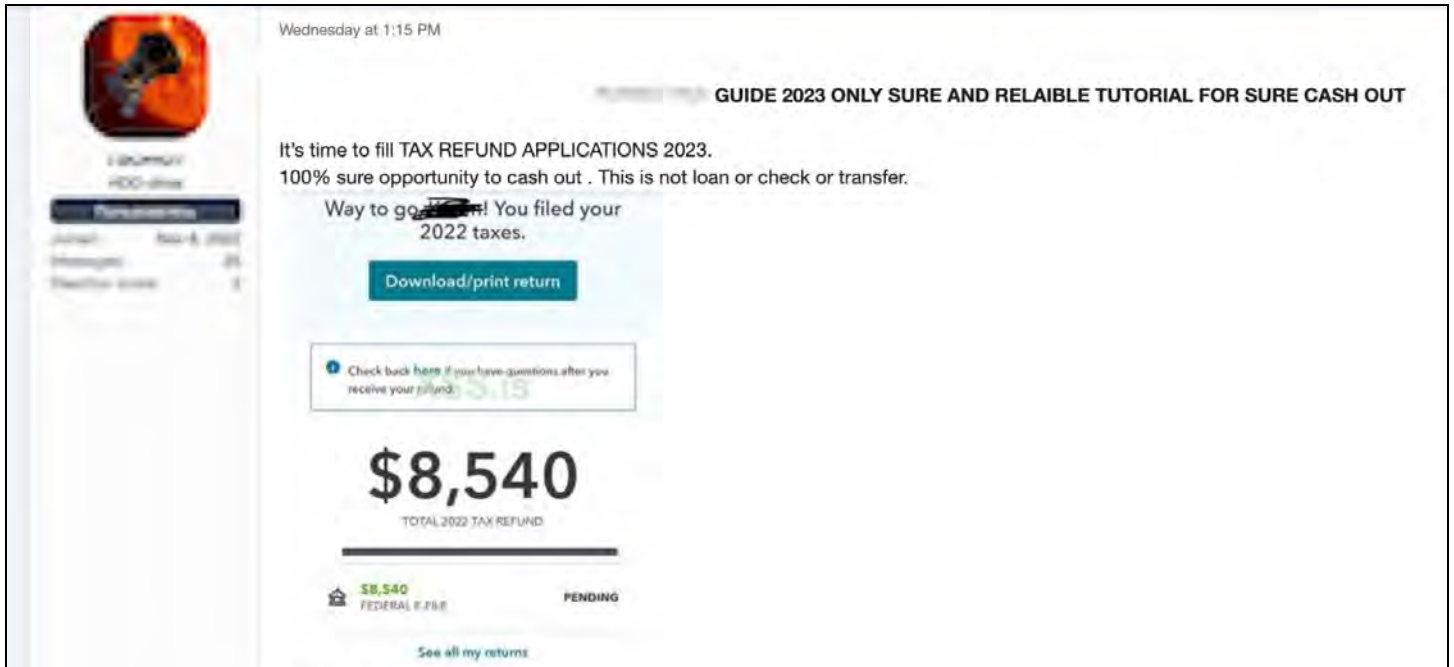 Wednesday at 1:15 PM
GUIDE 2023 ONLY SURE AND RELAIBLE TUTORIAL FOR SURE CASH OUT
It's time to fill TAX REFUND APPLICATIONS 2023.
100% sure opportunity to cash out . This is not loan or check or transfer.
Way to go ! You filed your
2022 taxes.
Download/print return
Check back here if you have questions after you
receive your refund.
$8,540
TOTAL 2022 TAX REFUND
$8,540
FEDERAL E-FILE
PENDING
See all my returns